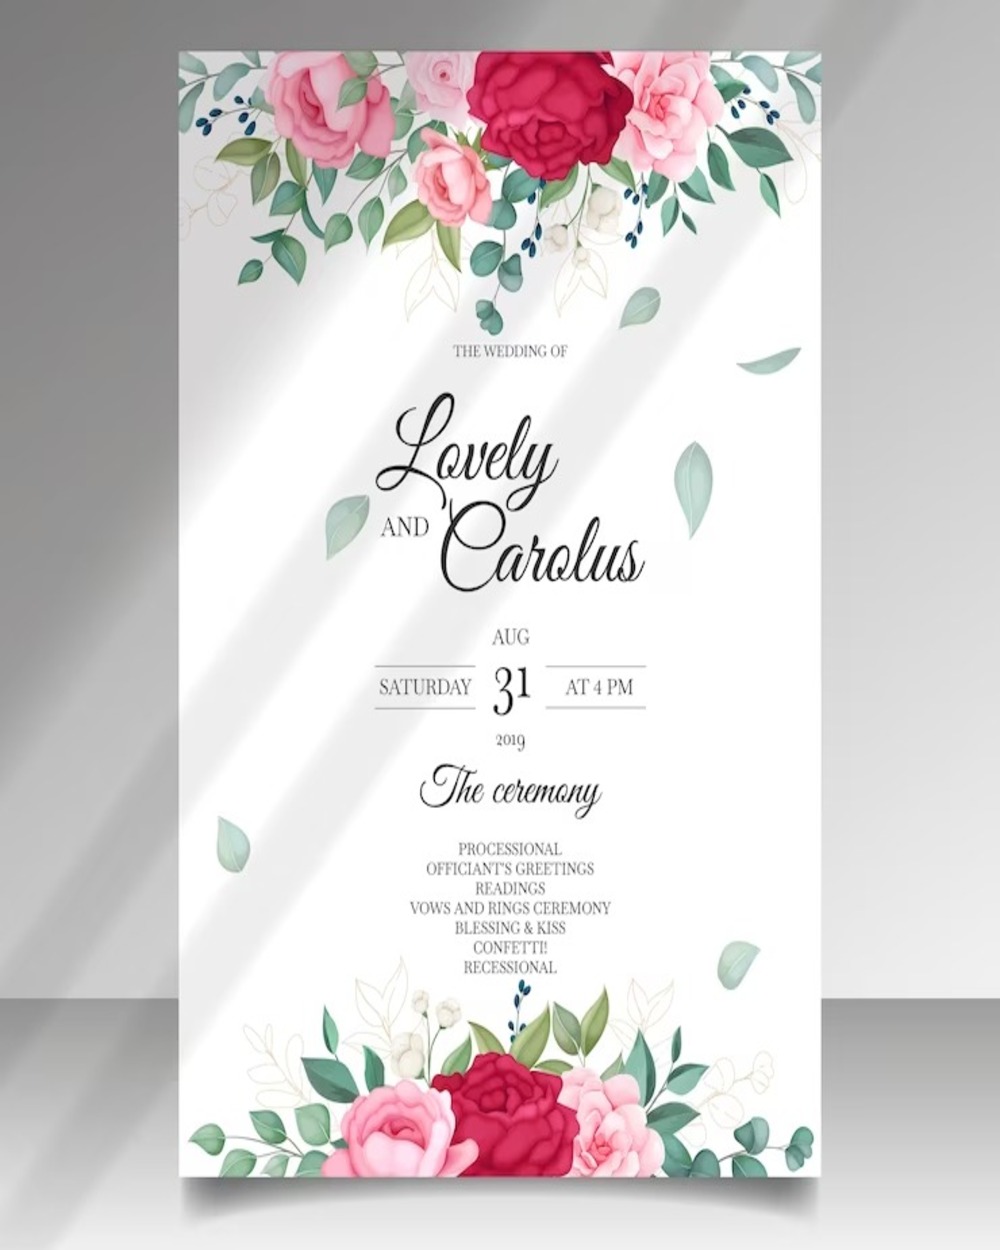 THE WEDDING OF
Lovely
AND Carolus
AUG
SATURDAY 31 AT 4 PM
2019
The ceremony
PROCESSIONAL
OFFICIANT'S GREETINGS
READINGS
VOWS AND RINGS CEREMONY
BLESSING & KISS
CONFETTI!
RECESSIONAL